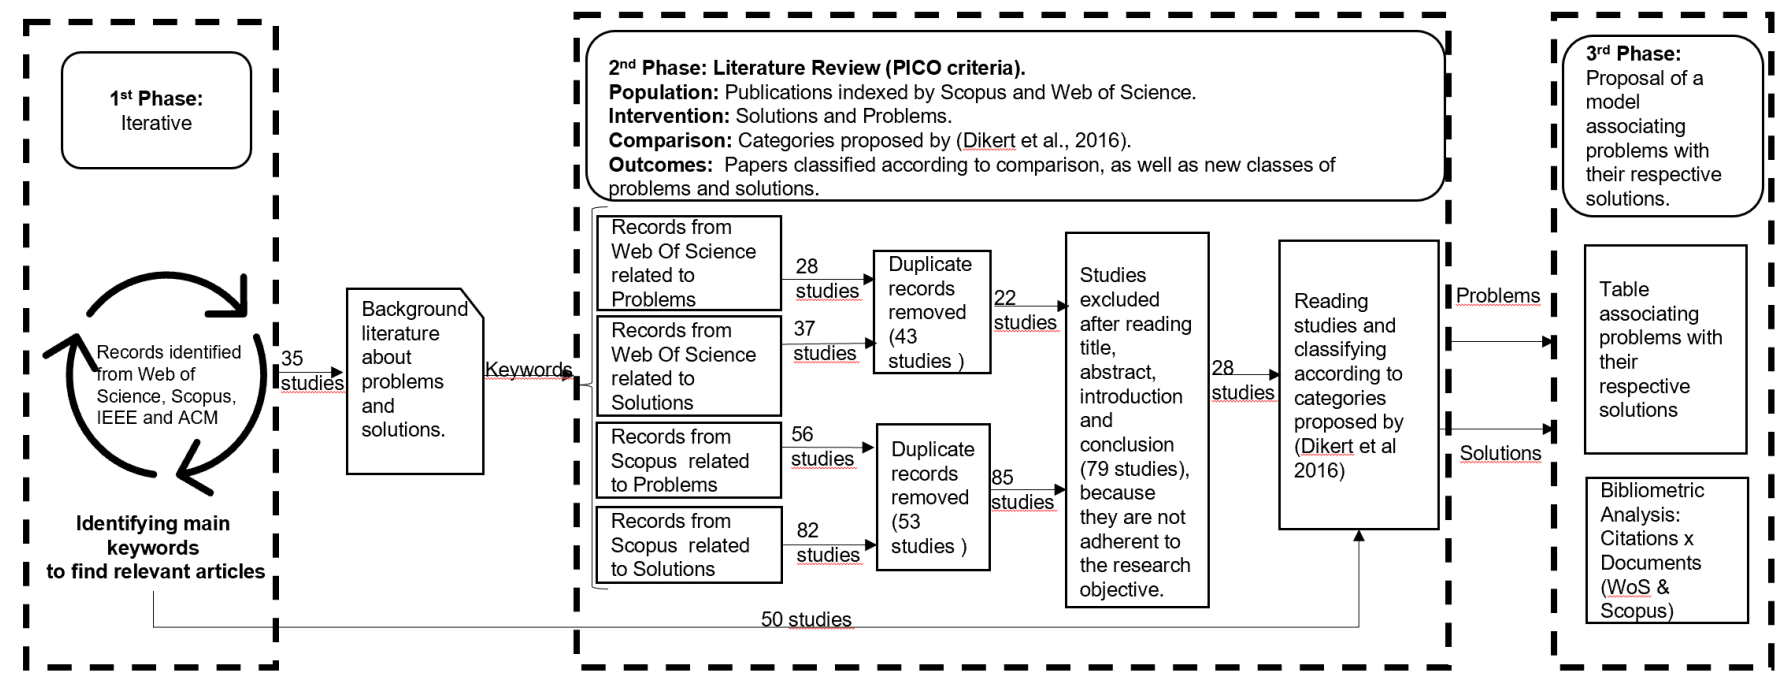 1st Phase:
Iterative
Records identified
from Web of
Science, Scopus,
IEEE and ACM
Identifying main
keywords
to find relevant articles
35
studies
Background
literature
about
problems
and
solutions.
Keywords
2nd Phase: Literature Review (PICO criteria).
Population: Publications indexed by Scopus and Web of Science.
Intervention: Solutions and Problems.
Comparison: Categories proposed by (Dikert et al., 2016).
Outcomes: Papers classified according to comparison, as well as new classes of
problems and solutions.
Records from
Web Of Science
related to
Problems
28
studies
Records from
Web Of Science
related to
Solutions
37
studies
Duplicate
records
removed
(43
studies )
22
studies
Records from
Scopus related
to Problems
56
studies
Records from
Scopus related
to Solutions
82
studies
Duplicate
records
removed
(53
studies )
85
studies
Studies
excluded
after reading
title,
abstract,
introduction
and
conclusion
(79 studies),
because
they are not
adherent to
the research
objective.
28
studies
Reading
studies and
classifying
according to
categories
proposed by
(Dikert et al
2016)
50 studies
Problems
Solutions
3rd Phase:
Proposal of a
model
associating
problems with
their respective
solutions.
Table
associating
problems with
their
respective
solutions
Bibliometric
Analysis:
Citations x
Documents
(WoS &
Scopus)